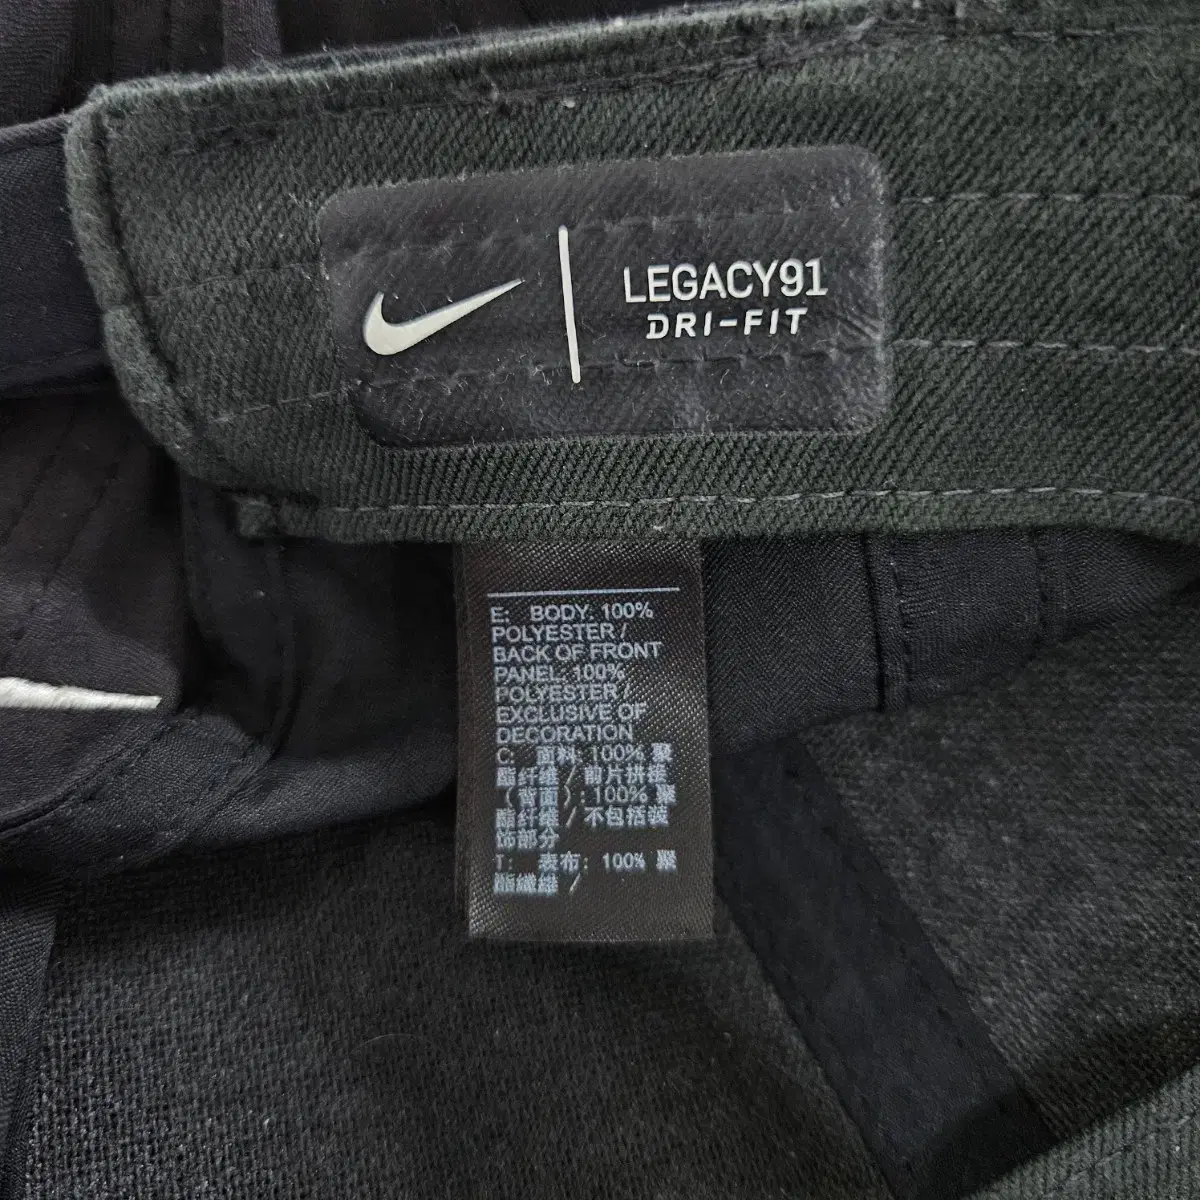 LEGACY91
DRI-FIT
E: BODY: 100%
POLYESTER /
BACK OF FRONT
PANEL: 100%
POLYESTER /
EXCLUSIVE OF
DECORATION
C: 面料: 100% 聚
酯纤维 / 前片拼接
(背面): 100% 聚
酯纤维 / 不包括装
饰部分
T: 表布: 100% 聚
酯纖維 /